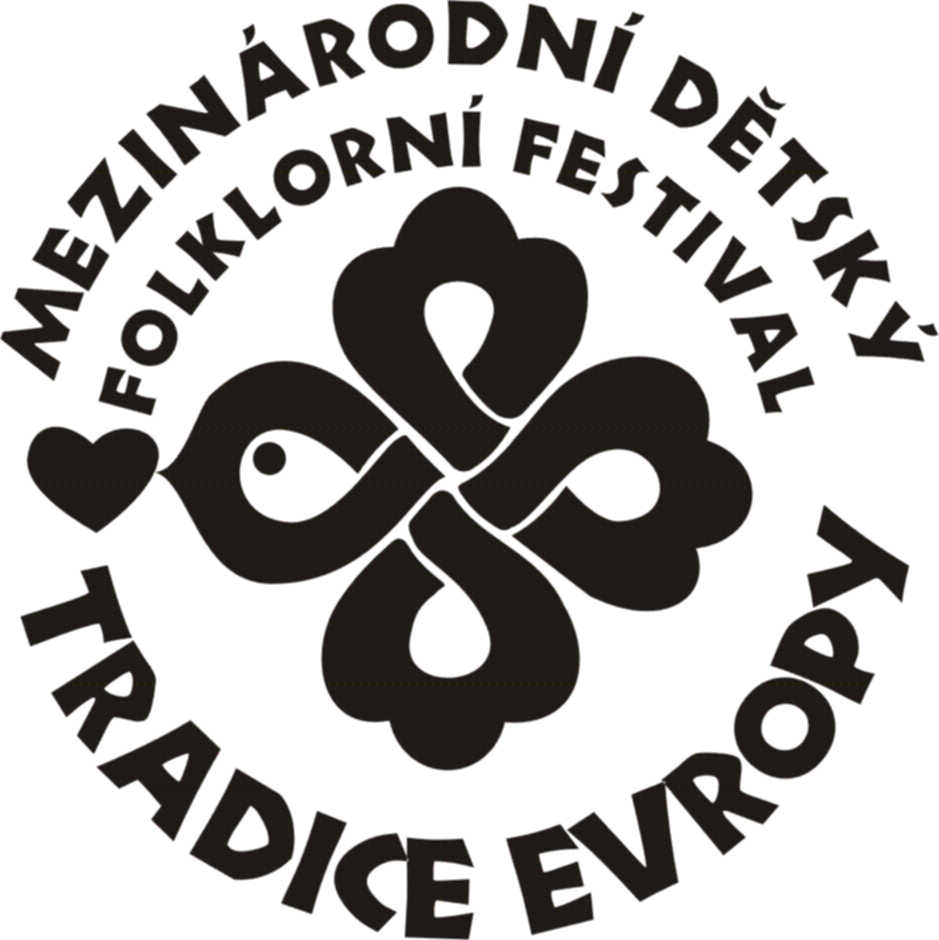 MEZINÁRODNÍ DĚTSKÝ
FOLKLORNÍ FESTIVAL
TRADICE EVROPY